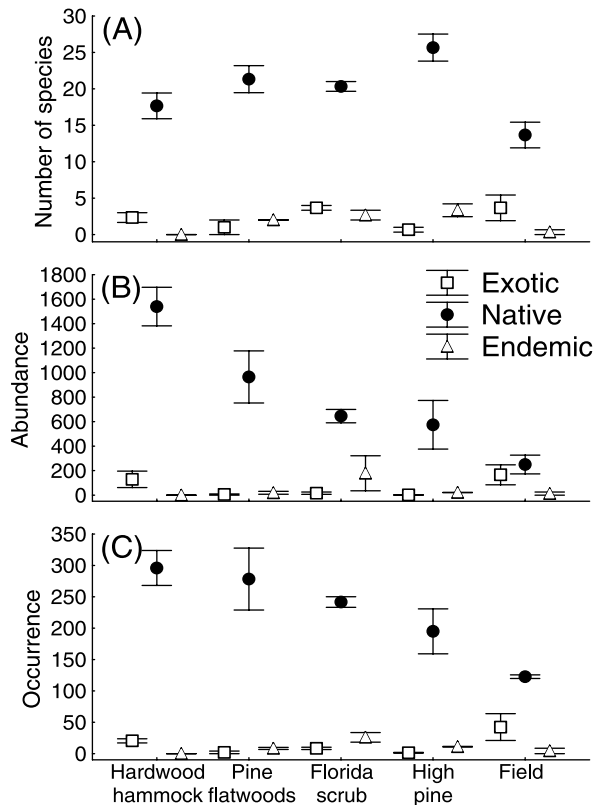 (A)
Number of species
30
25
20
15
10
5
0
(B)
Abundance
1800
1600
1400
1200
1000
800
600
400
200
0
Exotic
Native
Endemic
(C)
Occurrence
350
300
250
200
150
100
50
0
Hardwood
hammock
Pine
flatwoods
Florida
scrub
High
pine
Field